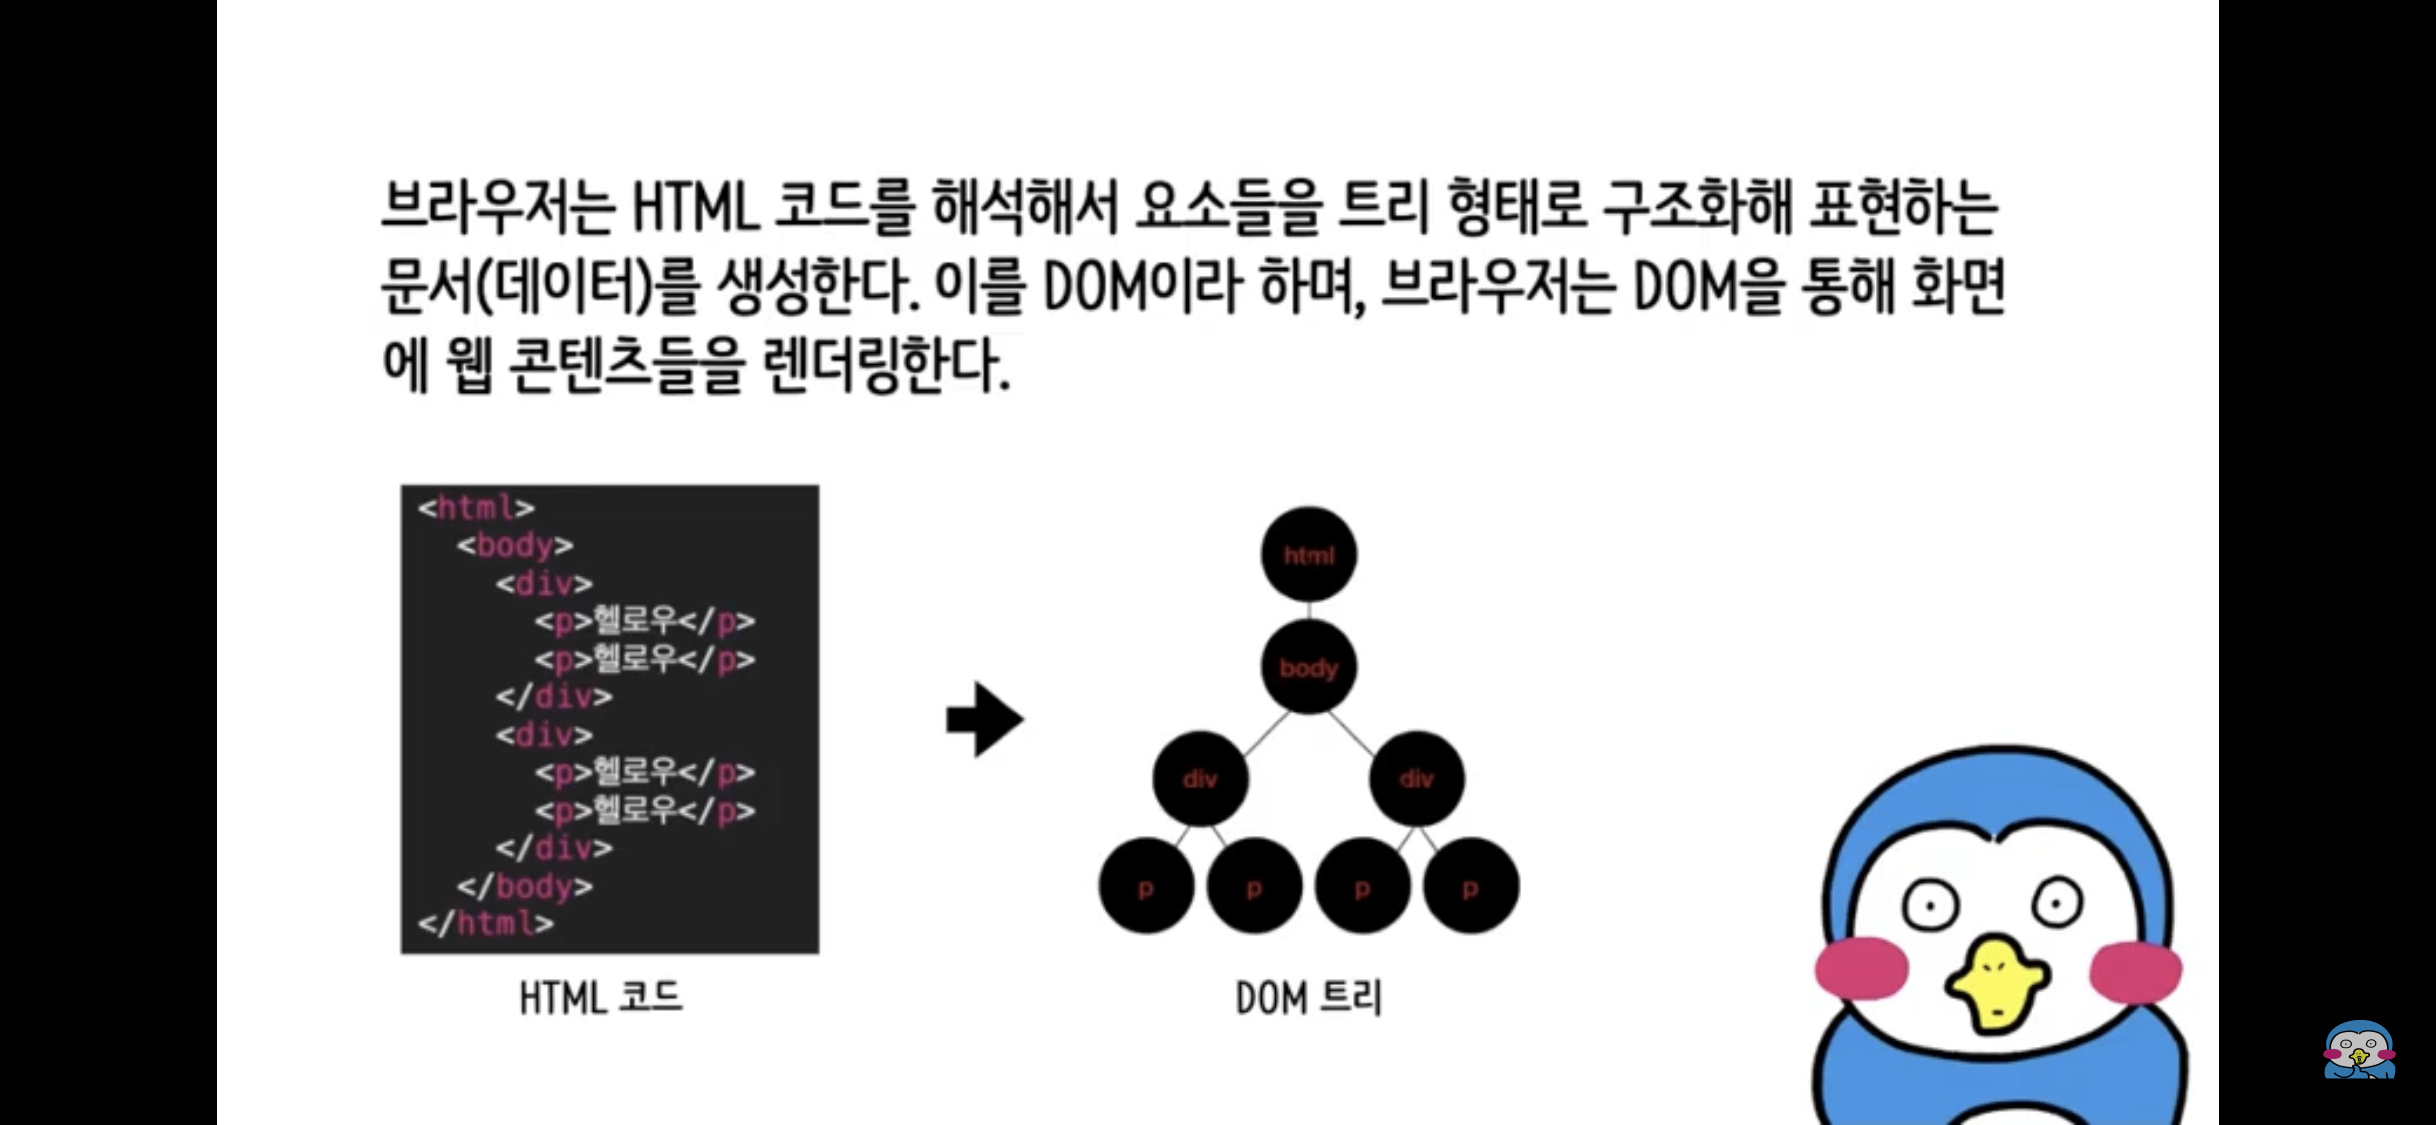 브라우저는 HTML 코드를 해석해서 요소들을 트리 형태로 구조화해 표현하는
문서(데이터)를 생성한다. 이를 DOM이라 하며, 브라우저는 DOM을 통해 화면
에 웹 콘텐츠들을 렌더링한다.
<html>
<body>
<div>
<p>헬로우</p>
<p>헬로우</p>
</div>
<div>
<p>헬로우</p>
<p>헬로우</p>
</div>
</body>
</html>
HTML 코드
html
body
div div
p p p p
DOM 트리